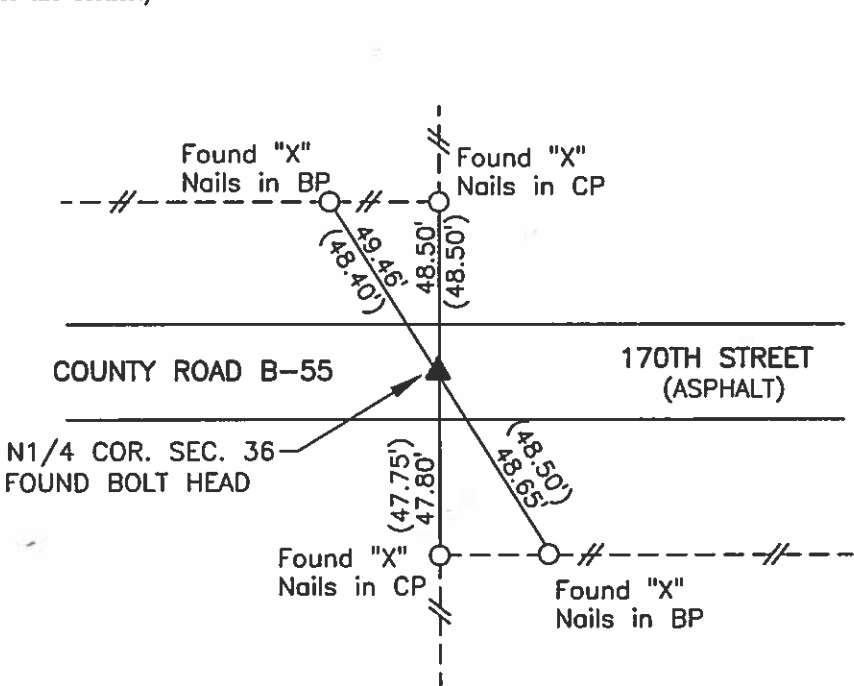 Found "X"
Nails in BP
Found "X"
Nails in CP
49.46'
(48.40')
48.50'
(48.50')
COUNTY ROAD B-55
170TH STREET
(ASPHALT)
N1/4 COR. SEC. 36
FOUND BOLT HEAD
(47.75')
47.80'
(48.50')
48.65'
Found "X"
Nails in CP
Found "X"
Nails in BP